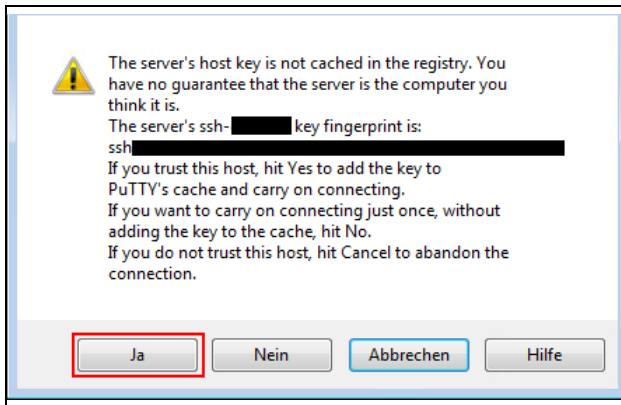 The server's host key is not cached in the registry. You
have no guarantee that the server is the computer you
think it is.
The server's ssh- key fingerprint is:
ssh
If you trust this host, hit Yes to add the key to
PuTTY's cache and carry on connecting.
If you want to carry on connecting just once, without
adding the key to the cache, hit No.
If you do not trust this host, hit Cancel to abandon the
connection.
Ja Nein Abbrechen Hilfe